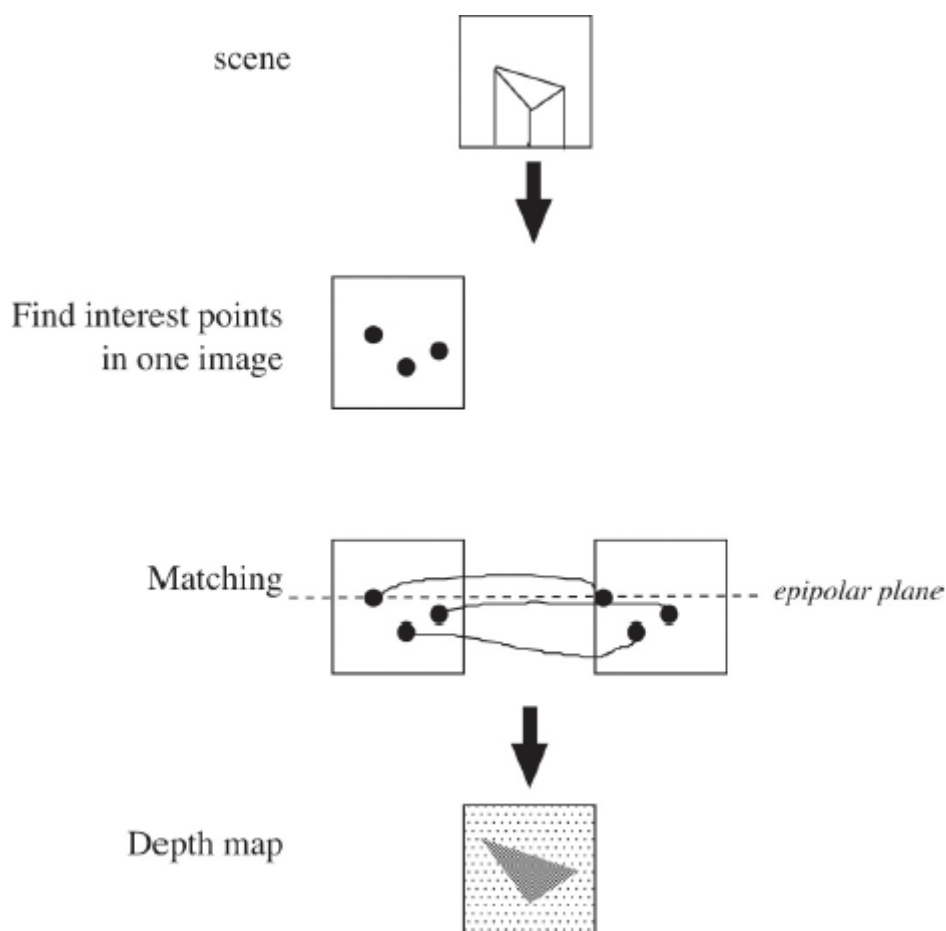 scene
Find interest points
in one image
Matching
epipolar plane
Depth map